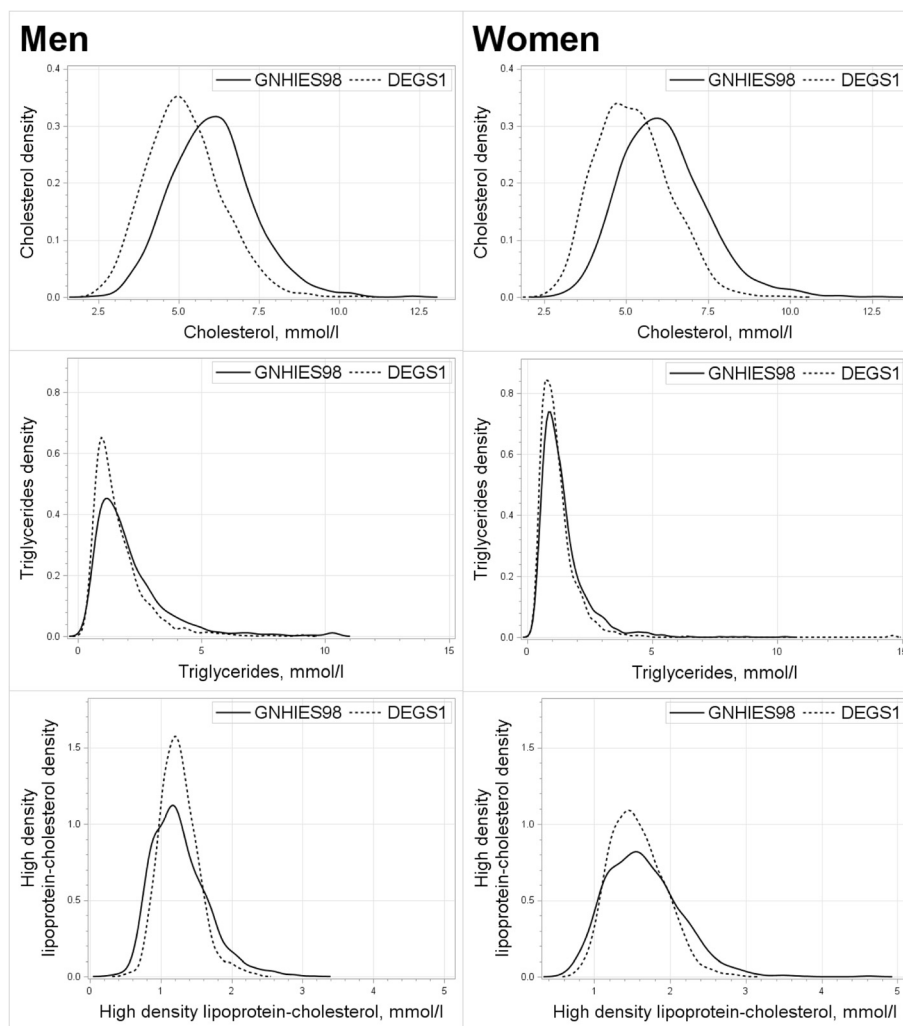 Men
Women
GNHIES98 DEGS1
0.4
0.3
0.2
0.1
0.0
Cholesterol density
2.5 5.0 7.5 10.0 12.5
Cholesterol, mmol/l
GNHIES98 DEGS1
0.4
0.3
0.2
0.1
0.0
Cholesterol density
2.5 5.0 7.5 10.0 12.5
Cholesterol, mmol/l
GNHIES98 DEGS1
0.8
0.6
0.4
0.2
0.0
Triglycerides density
0 5 10 15
Triglycerides, mmol/l
GNHIES98 DEGS1
0.8
0.6
0.4
0.2
0.0
Triglycerides density
0 5 10
Triglycerides, mmol/l
GNHIES98 DEGS1
1.5
1.0
0.5
0.0
High density
lipoprotein-cholesterol density
0 1 2 3 4 5
High density lipoprotein-cholesterol, mmol/l
GNHIES98 DEGS1
1.5
1.0
0.5
0.0
High density
lipoprotein-cholesterol density
1 2 3 4 5
High density lipoprotein-cholesterol, mmol/l